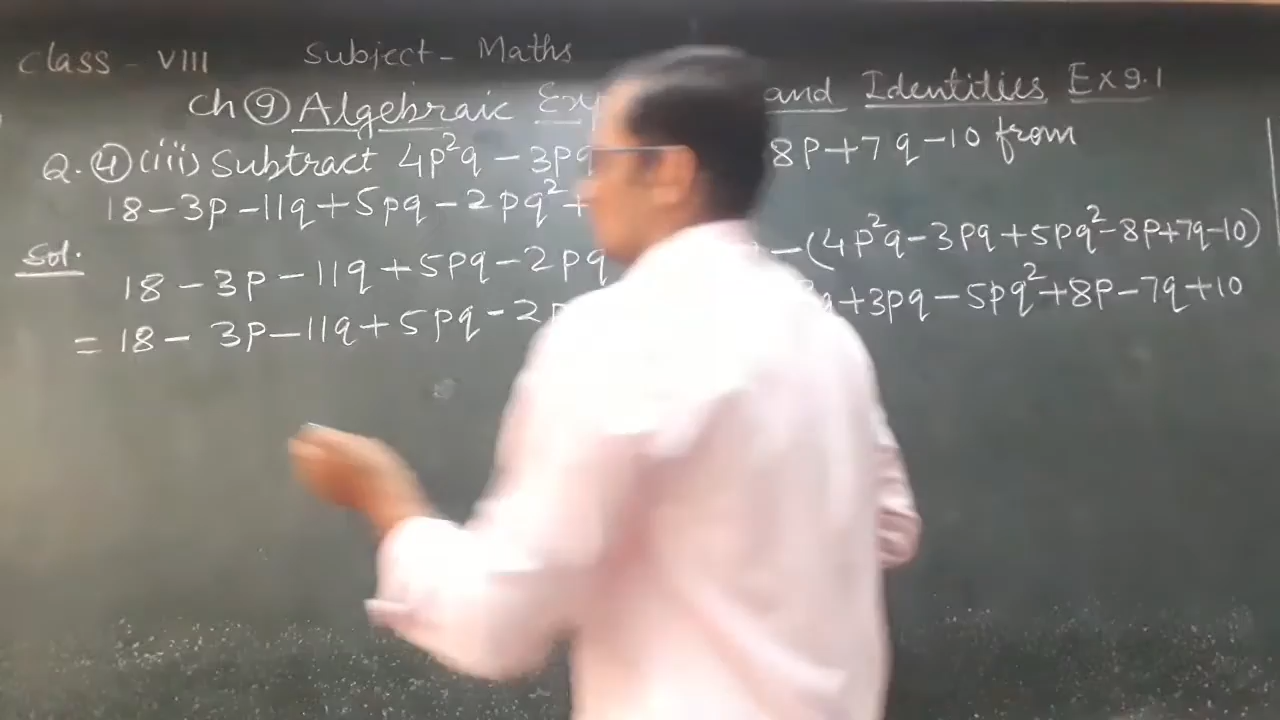 Class - VIII Subject - Maths
Ch 9 Algebraic and Identities Ex 9.1
Q. 4 (iii) Subtract 4p²q - 3pq 8p + 7q - 10 from
18 - 3p - 11q + 5pq - 2pq² +
Sol.
18 - 3p - 11q + 5pq - 2pq - (4p²q - 3pq + 5pq² - 8p + 7q - 10)
= 18 - 3p - 11q + 5pq - 2p q + 3pq - 5pq² + 8p - 7q + 10